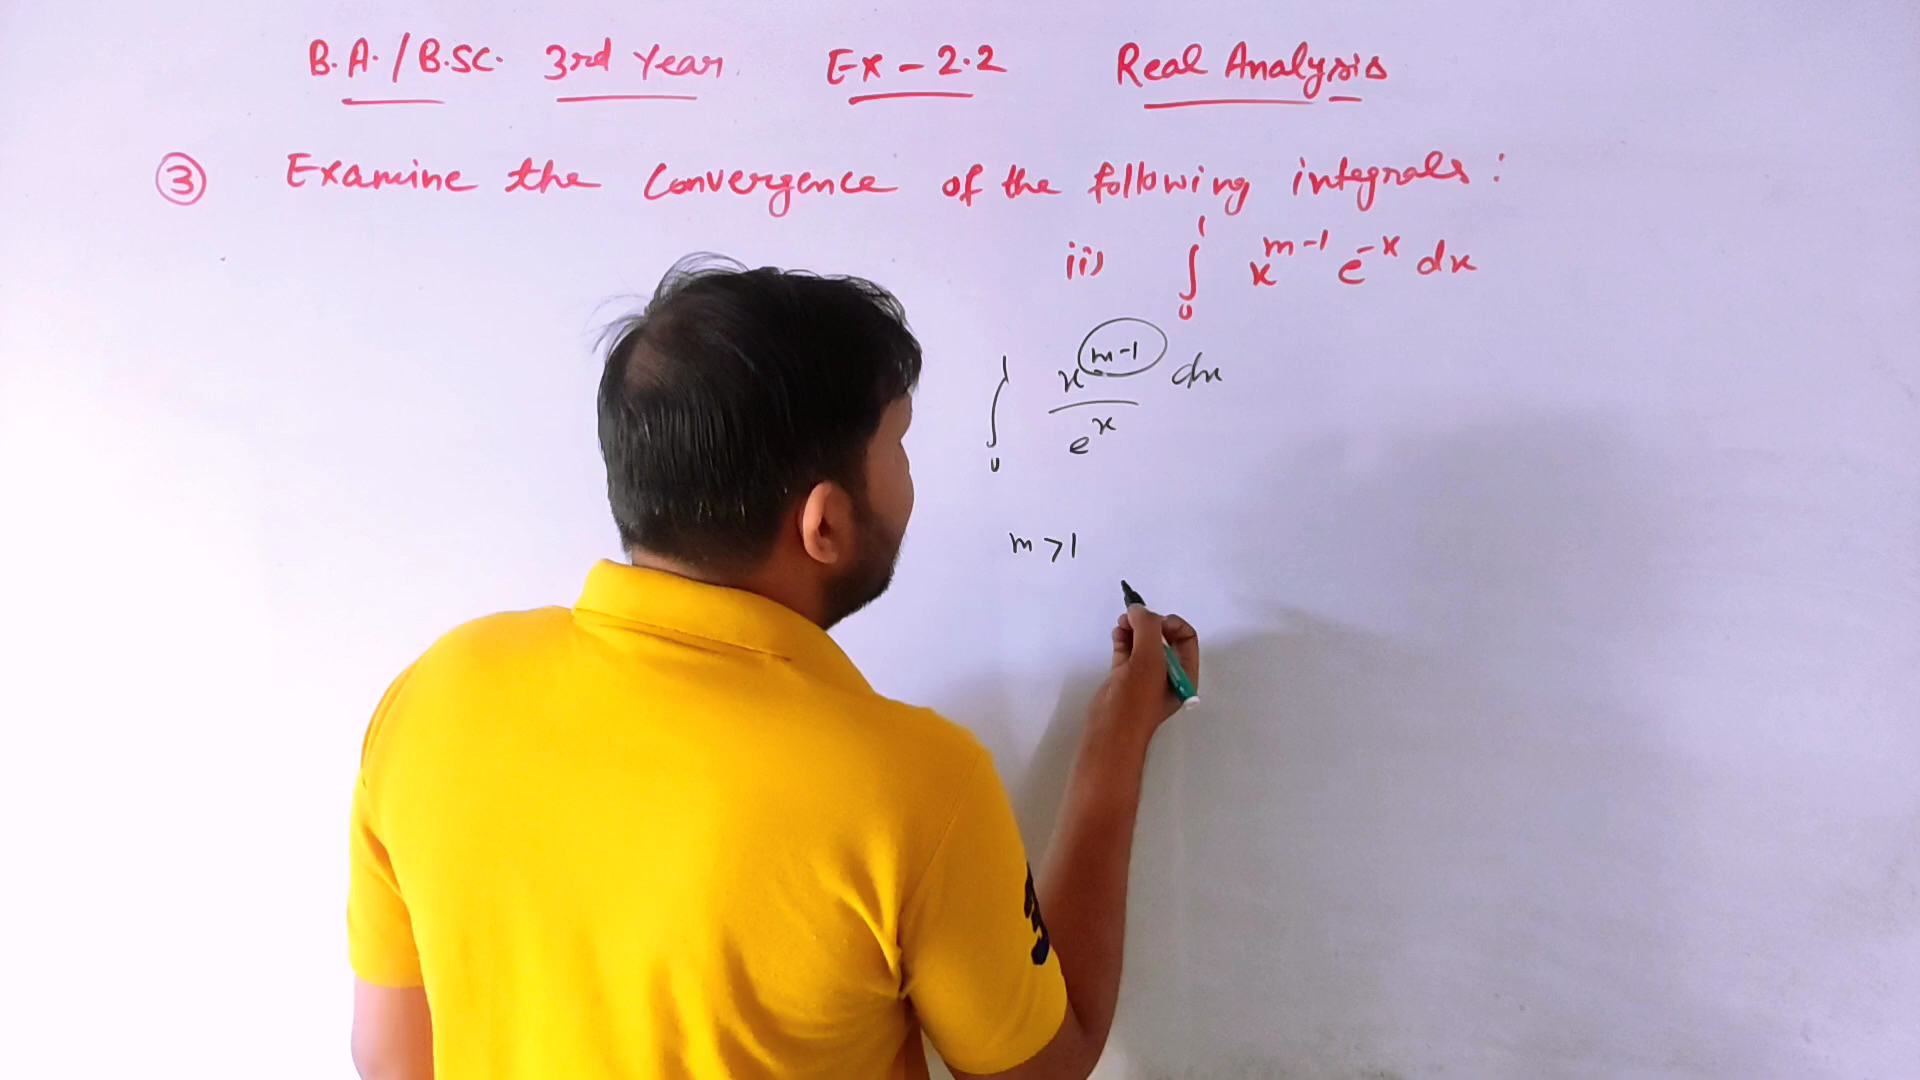 B.A./B.SC. 3rd Year Ex-2.2 Real Analysis
3 Examine the Convergence of the following integrals:
ii) ∫₀¹ x^(m-1) e^(-x) dx
∫₀¹ x^(m-1) / e^x dx
m>1